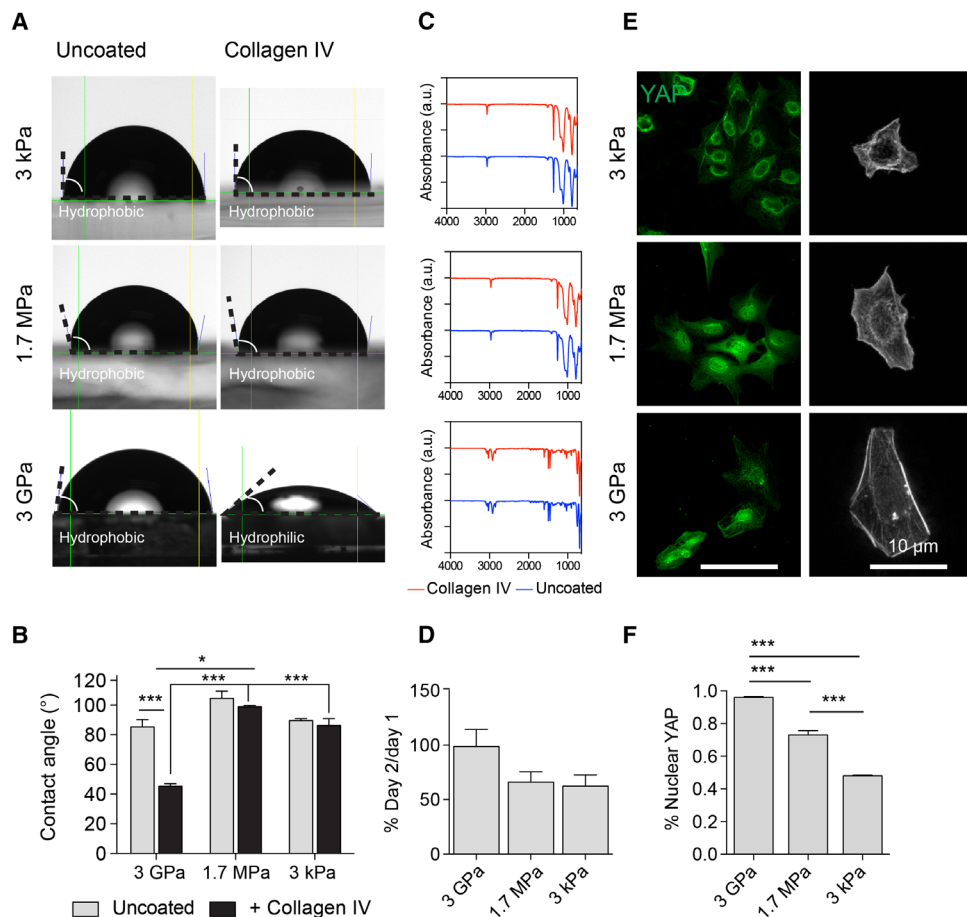 A
Uncoated
Collagen IV
3 kPa
Hydrophobic
Hydrophobic
1.7 MPa
Hydrophobic
Hydrophobic
3 GPa
Hydrophobic
Hydrophilic
C
Absorbance (a.u.)
4000 3000 2000 1000
Absorbance (a.u.)
4000 3000 2000 1000
Absorbance (a.u.)
4000 3000 2000 1000
Collagen IV
Uncoated
E
YAP
3 kPa
1.7 MPa
3 GPa
10 μm
B
Contact angle (°)
120
100
80
60
40
20
0
*
***
***
***
3 GPa
1.7 MPa
3 kPa
Uncoated
+ Collagen IV
D
% Day 2/day 1
150
100
50
0
3 GPa
1.7 MPa
3 kPa
F
% Nuclear YAP
1.0
0.8
0.6
0.4
0.2
0.0
***
***
***
3 GPa
1.7 MPa
3 kPa